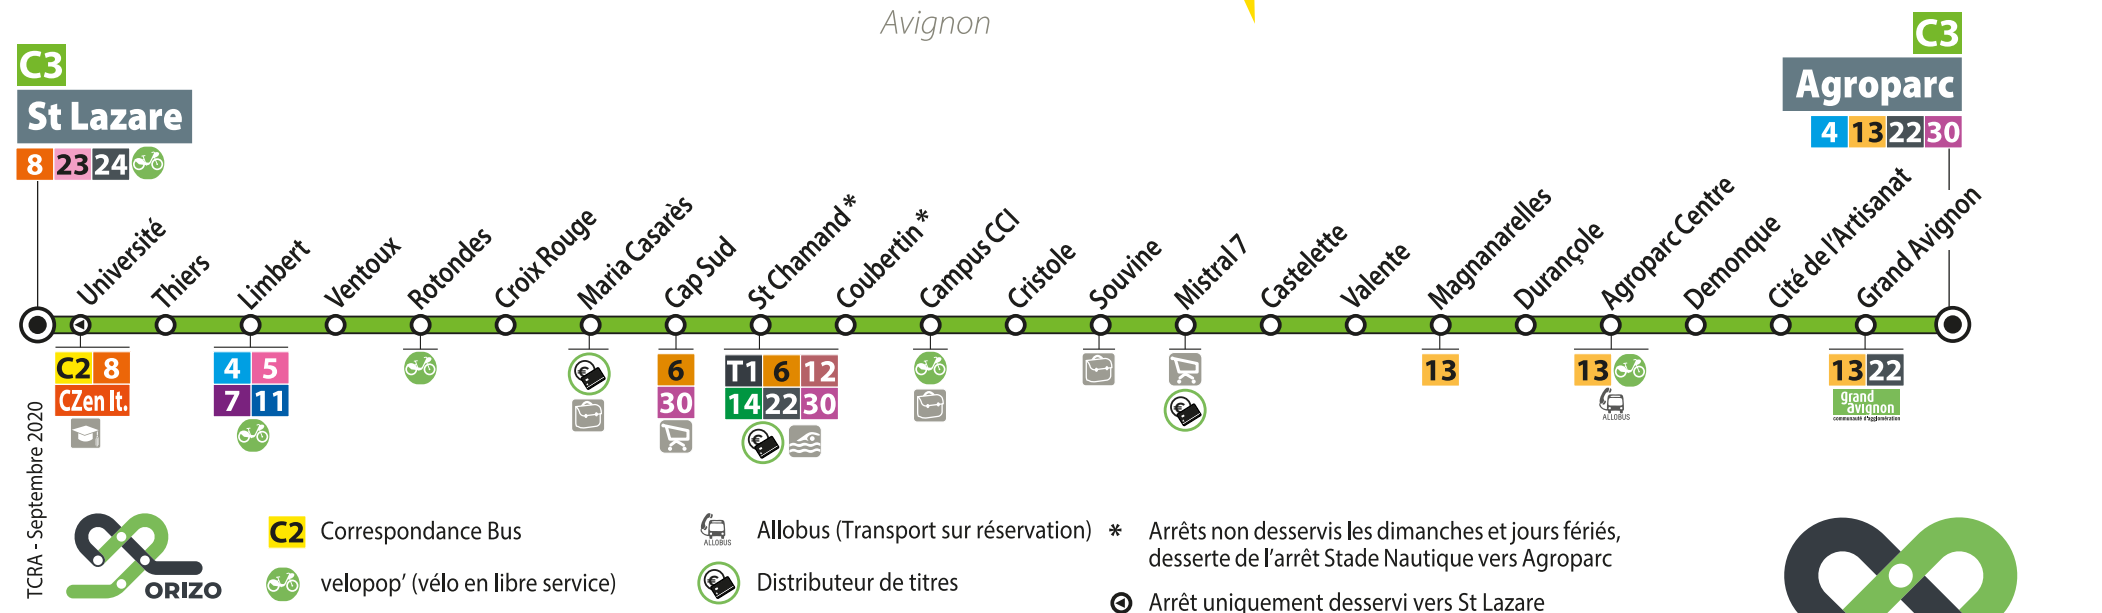 Avignon
C3
St Lazare
8 23 24
C3
Agroparc
4 13 22 30
Université
Thiers
Limbert
Ventoux
Rotondes
Croix Rouge
Maria Casarès
Cap Sud
St Chamand *
Coubertin *
Campus CCI
Cristole
Souvine
Mistral 7
Castelette
Valente
Magnanarelles
Durançole
Agroparc Centre
Demonque
Cité de l'Artisanat
Grand Avignon
C2 8
CZen It.
4 5
7 11
€
6
30
T1 6 12
14 22 30
€
€
13
13
ALLOBUS
13 22
grand
avignon
communauté d'agglomération
TCRA - Septembre 2020
ORIZO
C2 Correspondance Bus
velopop' (vélo en libre service)
ALLOBUS
Allobus (Transport sur réservation)
€ Distributeur de titres
* Arrêts non desservis les dimanches et jours fériés,
desserte de l'arrêt Stade Nautique vers Agroparc
Arrêt uniquement desservi vers St Lazare